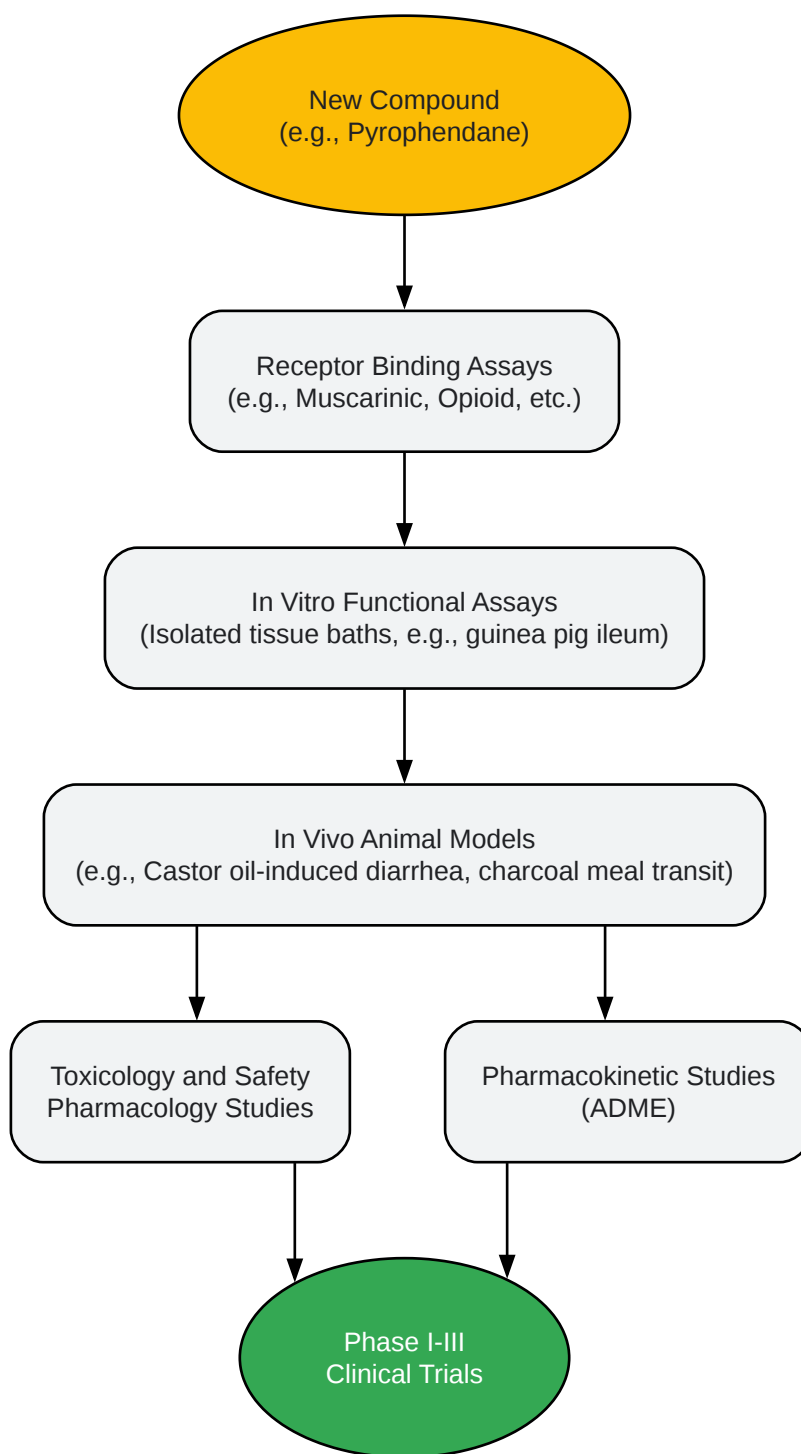 New Compound
(e.g., Pyrophendane)
Receptor Binding Assays
(e.g., Muscarinic, Opioid, etc.)
In Vitro Functional Assays
(Isolated tissue baths, e.g., guinea pig ileum)
In Vivo Animal Models
(e.g., Castor oil-induced diarrhea, charcoal meal transit)
Toxicology and Safety
Pharmacology Studies
Pharmacokinetic Studies
(ADME)
Phase I-III
Clinical Trials